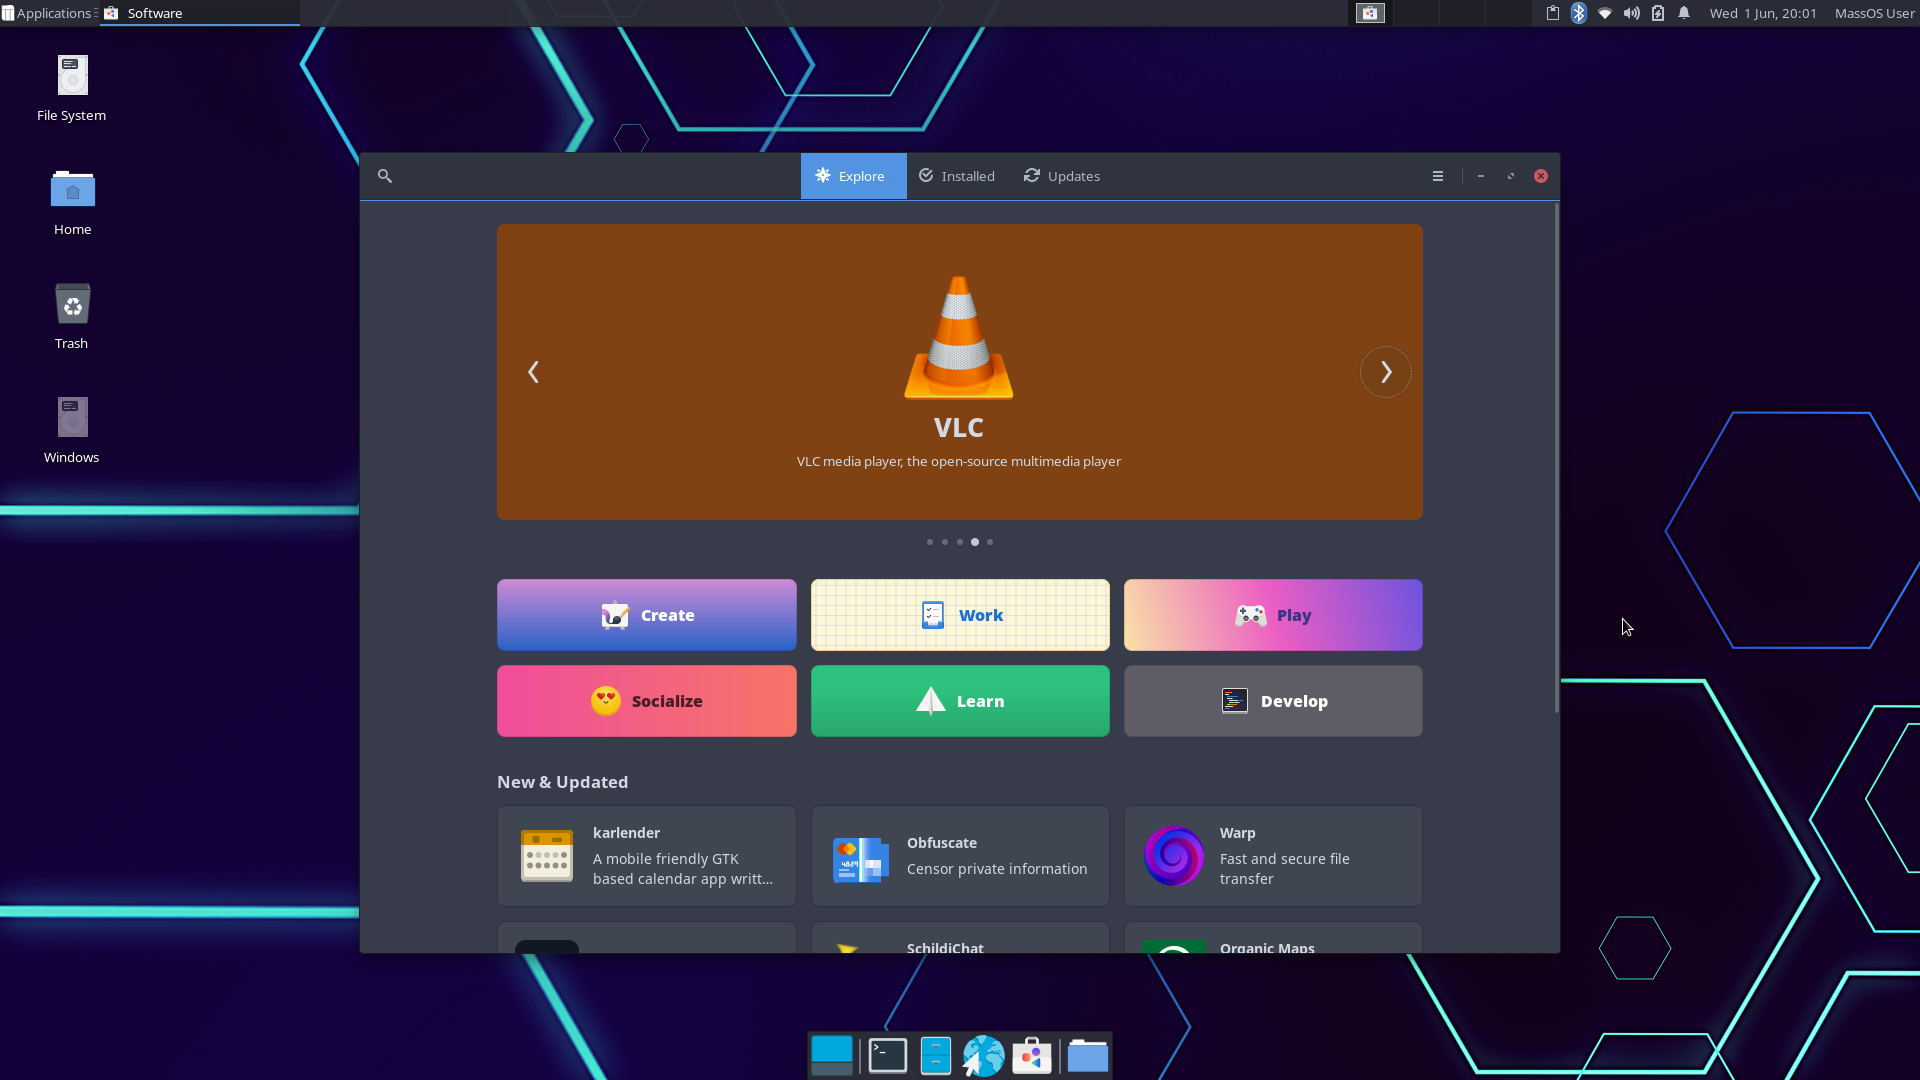 Applications
Software
Wed 1 Jun, 20:01
MassOS User
File System
Home
Trash
Windows
Explore
Installed
Updates
VLC
VLC media player, the open-source multimedia player
Create
Work
Play
Socialize
Learn
Develop
New & Updated
karlender
A mobile friendly GTK
based calendar app writt...
Obfuscate
Censor private information
Warp
Fast and secure file
transfer
SchildiChat
Organic Maps